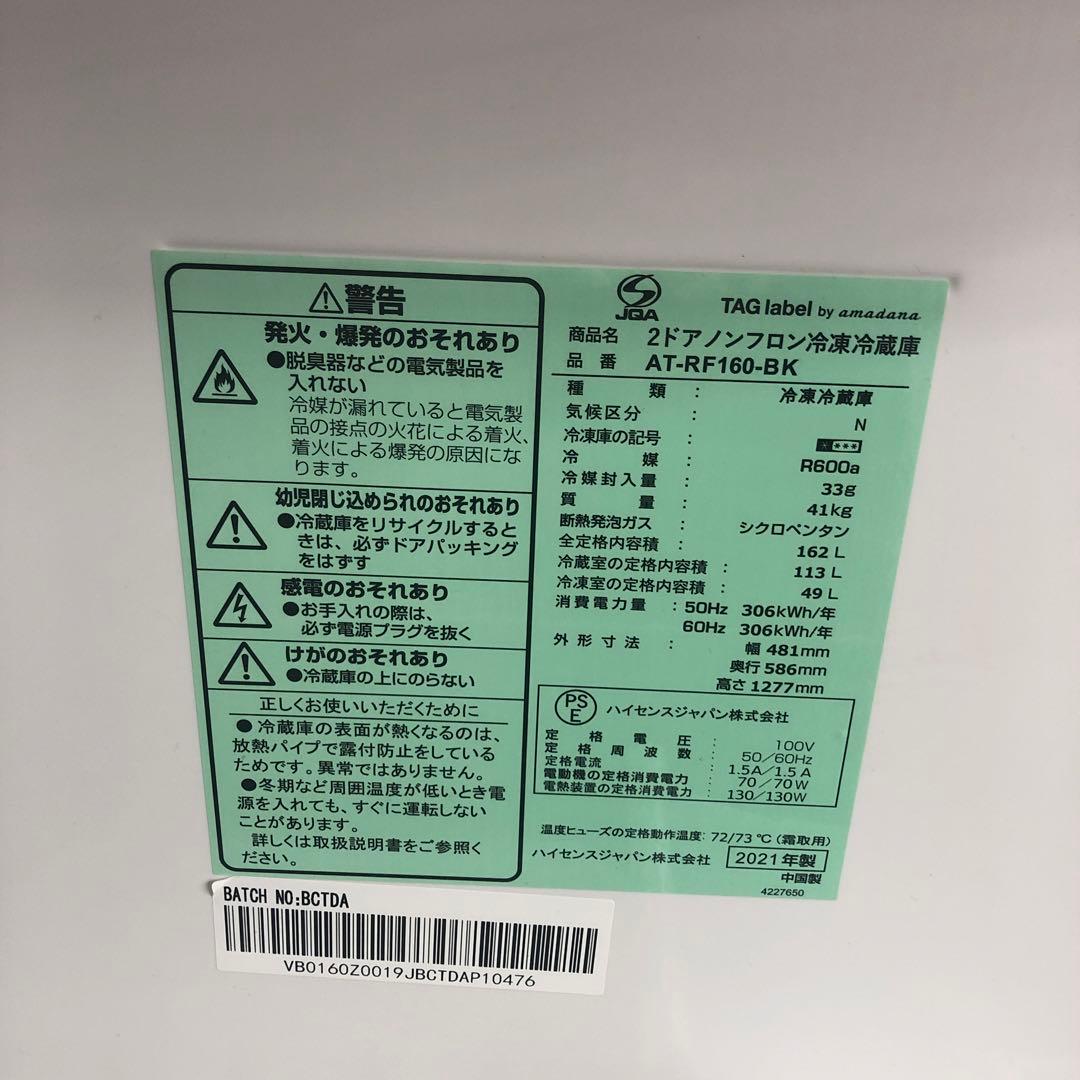 ⚠警告
発火・爆発のおそれあり
●脱臭器などの電気製品を
入れない
冷媒が漏れていると電気製
品の接点の火花による着火、
着火による爆発の原因にな
ります。
幼児閉じ込められのおそれあり
●冷蔵庫をリサイクルすると
きは、必ずドアパッキング
をはずす
感電のおそれあり
●お手入れの際は、
必ず電源プラグを抜く
けがのおそれあり
●冷蔵庫の上にのらない
正しくお使いいただくために
●冷蔵庫の表面が熱くなるのは、
放熱パイプで露付防止をしている
ためです。異常ではありません。
●冬期など周囲温度が低いとき電
源を入れても、すぐに運転しない
ことがあります。
詳しくは取扱説明書をご参照く
ださい。
JQA
TAG label by amadana
商品名 2ドアノンフロン冷凍冷蔵庫
品番 AT-RF160-BK
種類: 冷凍冷蔵庫
気候区分: N
冷凍庫の記号: * ***
冷媒: R600a
冷媒封入量: 33g
質量: 41kg
断熱発泡ガス: シクロペンタン
全定格内容積: 162 L
冷蔵室の定格内容積: 113 L
冷凍室の定格内容積: 49 L
消費電力量: 50Hz 306kWh/年
60Hz 306kWh/年
外形寸法: 幅 481mm
奥行 586mm
高さ 1277mm
PSE ハイセンスジャパン株式会社
定格電圧: 100V
定格周波数: 50/60Hz
定格電流: 1.5A/1.5A
電動機の定格消費電力: 70/70W
電熱装置の定格消費電力: 130/130W
温度ヒューズの定格動作温度: 72/73℃(霜取用)
ハイセンスジャパン株式会社 2021年製
中国製
4227650
BATCH NO:BCTDA
VB0160Z0019JBCTDAP10476